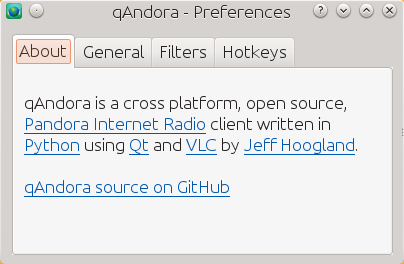 qAndora - Preferences
About General Filters Hotkeys
qAndora is a cross platform, open source,
Pandora Internet Radio client written in
Python using Qt and VLC by Jeff Hoogland.
qAndora source on GitHub